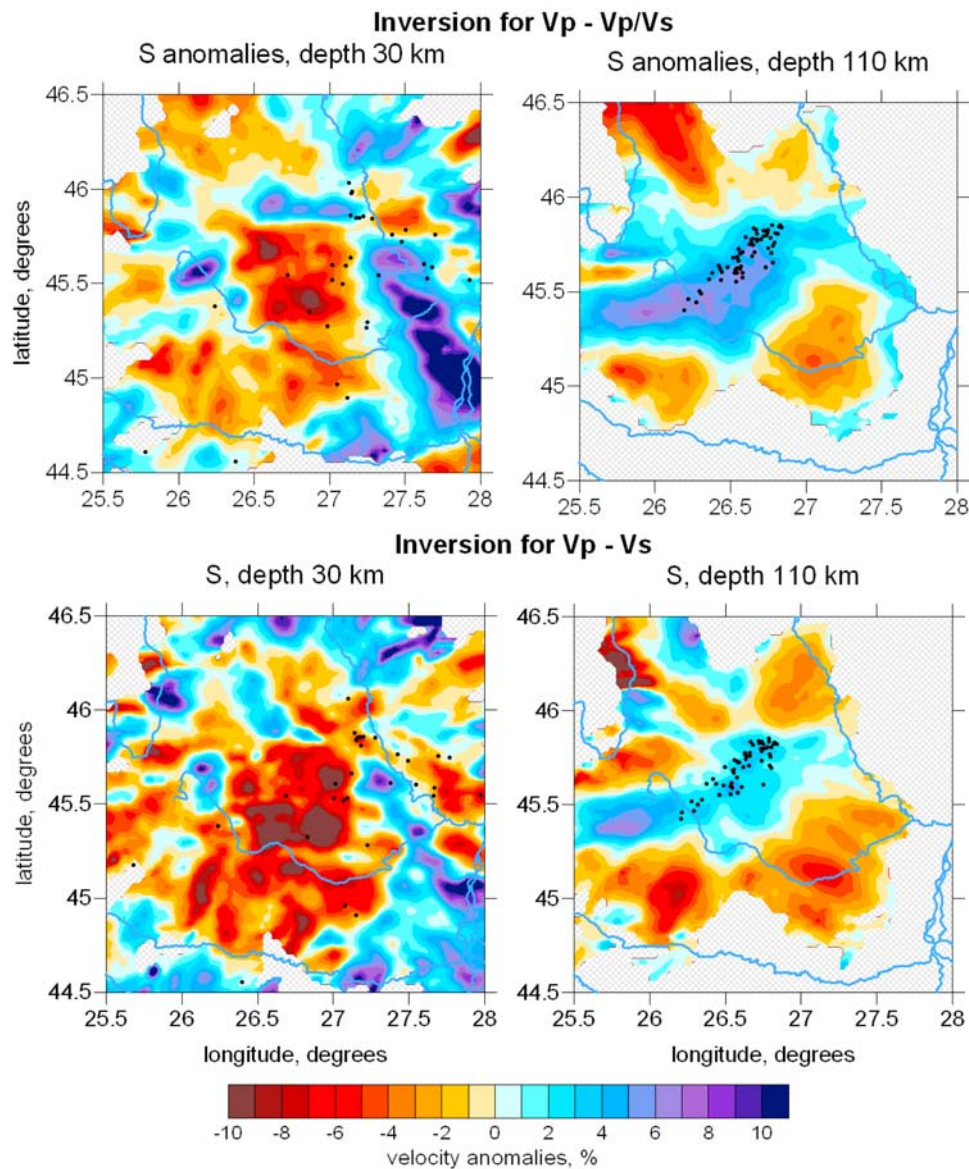 Inversion for Vp - Vp/Vs
S anomalies, depth 30 km
S anomalies, depth 110 km
46.5
46
45.5
45
44.5
latitude, degrees
25.5 26 26.5 27 27.5 28
46.5
46
45.5
45
44.5
25.5 26 26.5 27 27.5 28
Inversion for Vp - Vs
S, depth 30 km
S, depth 110 km
46.5
46
45.5
45
44.5
latitude, degrees
25.5 26 26.5 27 27.5 28
longitude, degrees
46.5
46
45.5
45
44.5
25.5 26 26.5 27 27.5 28
longitude, degrees
-10 -8 -6 -4 -2 0 2 4 6 8 10
velocity anomalies, %